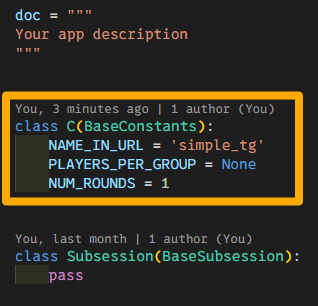 doc = """
Your app description
"""
You, 3 minutes ago | 1 author (You)
class C(BaseConstants):
    NAME_IN_URL = 'simple_tg'
    PLAYERS_PER_GROUP = None
    NUM_ROUNDS = 1
You, last month | 1 author (You)
class Subsession(BaseSubsession):
    pass